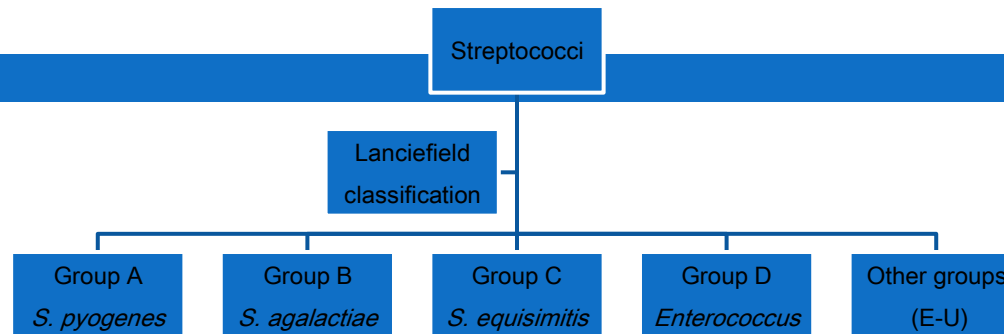 Streptococci
Lanciefield
classification
Group A
S. pyogenes
Group B
S. agalactiae
Group C
S. equisimitis
Group D
Enterococcus
Other groups
(E-U)